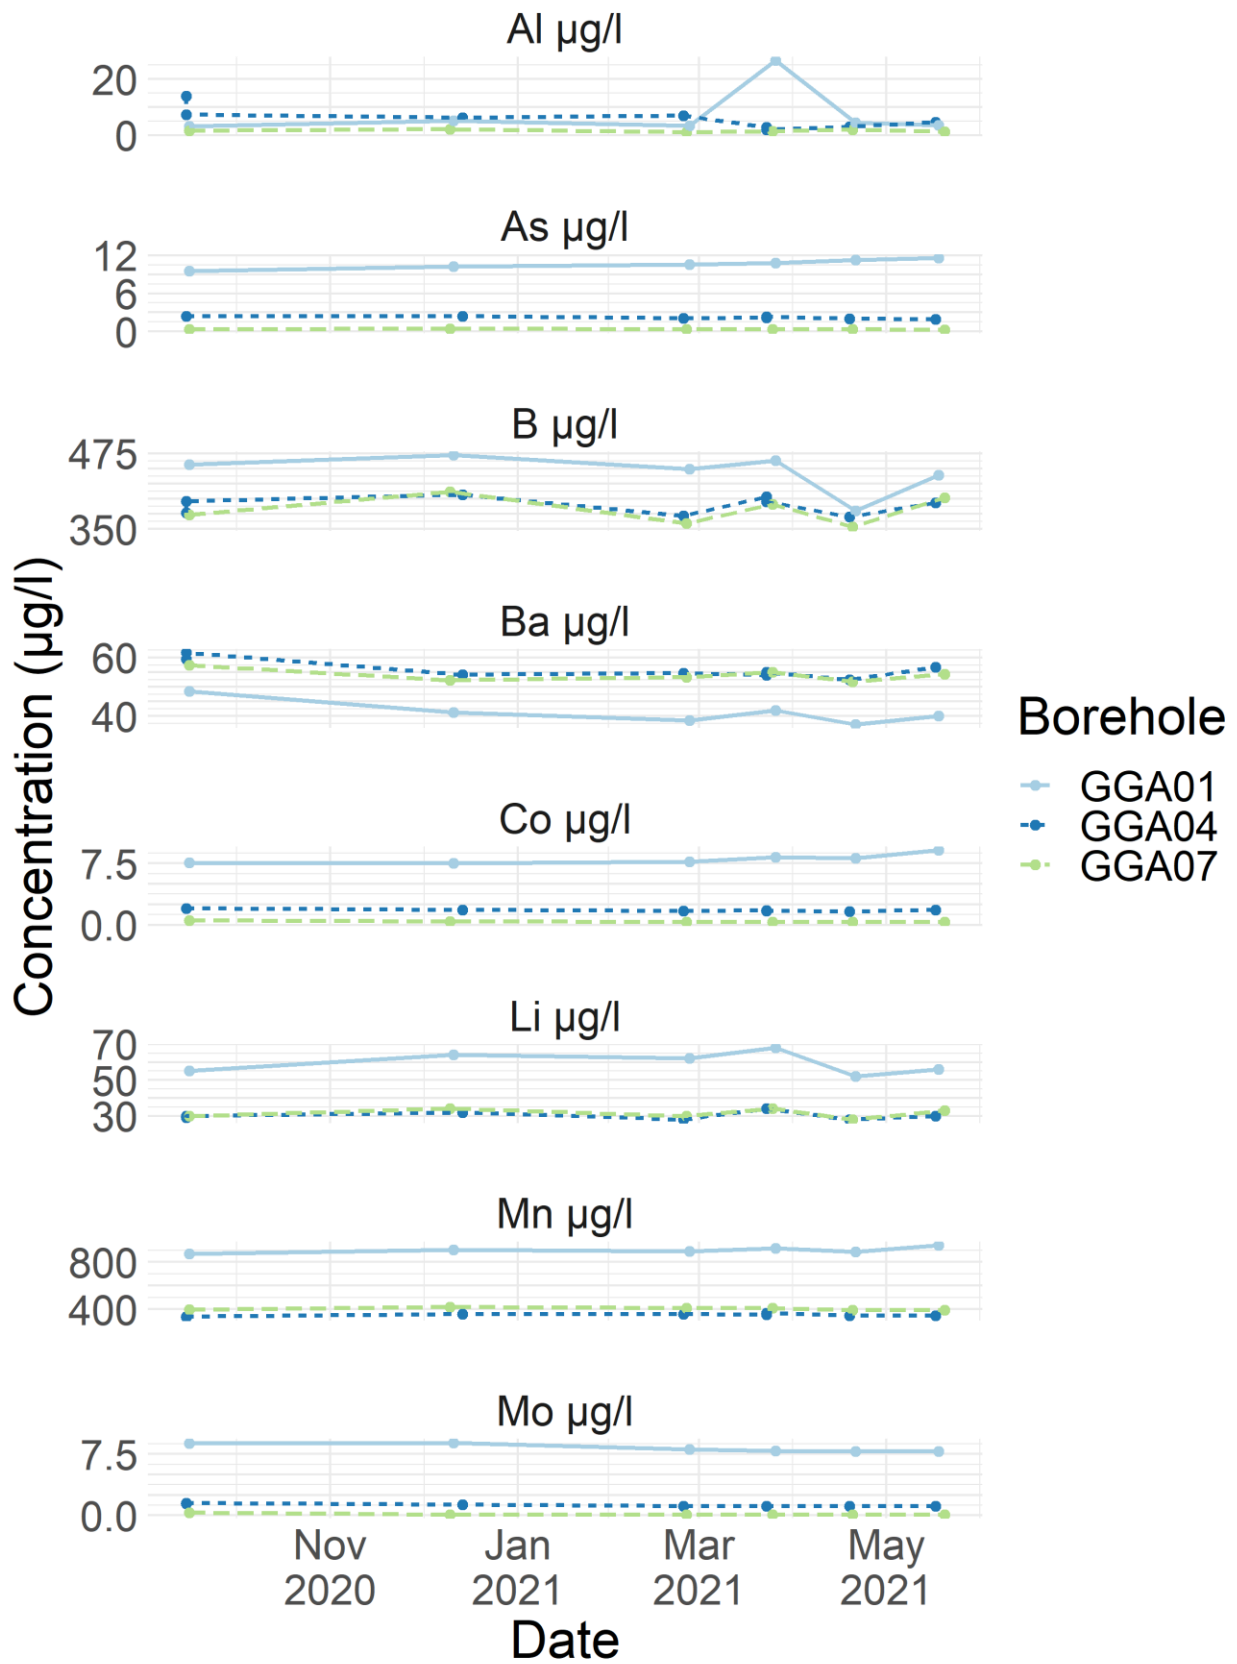 Al µg/l
20
0
As µg/l
12
6
0
B µg/l
475
350
Ba µg/l
60
40
Co µg/l
7.5
0.0
Li µg/l
70
50
30
Mn µg/l
800
400
Mo µg/l
7.5
0.0
Nov
2020
Jan
2021
Mar
2021
May
2021
Date
Concentration (µg/l)
Borehole
GGA01
GGA04
GGA07